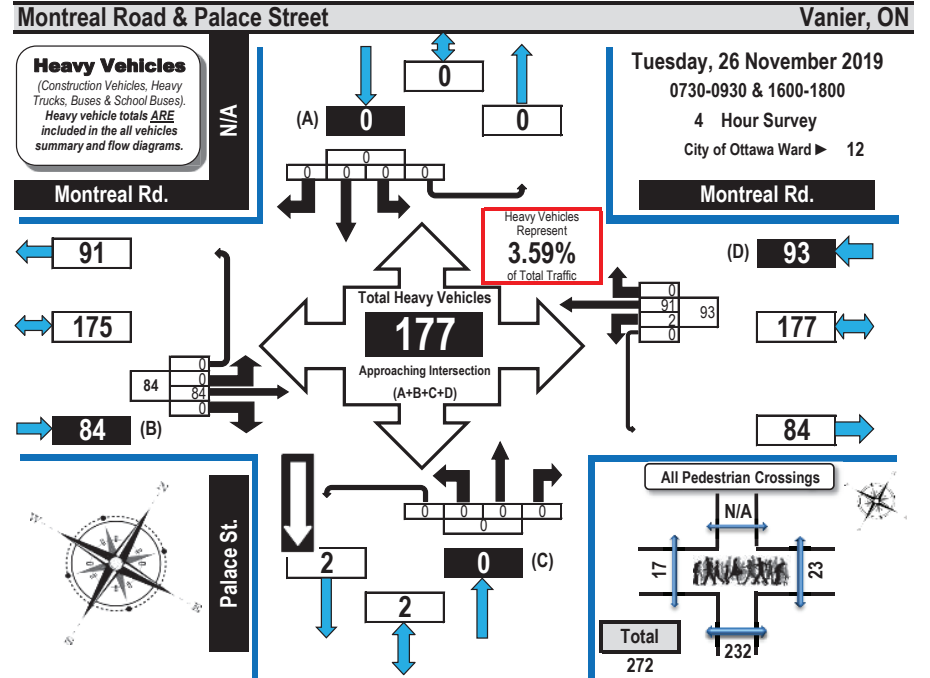 Montreal Road & Palace Street
Vanier, ON
Heavy Vehicles
(Construction Vehicles, Heavy
Trucks, Buses & School Buses).
Heavy vehicle totals ARE
included in the all vehicles
summary and flow diagrams.
N/A
Montreal Rd.
0
(A)
0
0
0
0 0 0 0
Tuesday, 26 November 2019
0730-0930 & 1600-1800
4 Hour Survey
City of Ottawa Ward► 12
Montreal Rd.
Heavy Vehicles
Represent
3.59%
of Total Traffic
91
175
84
(B)
0
0
84
0
84
Total Heavy Vehicles
177
Approaching Intersection
(A+B+C+D)
(D)
93
0
91
2
0
93
177
84
Palace St.
N
W
E
S
0 0 0 0
0
2
0
(C)
2
All Pedestrian Crossings
N/A
17
23
232
Total
272